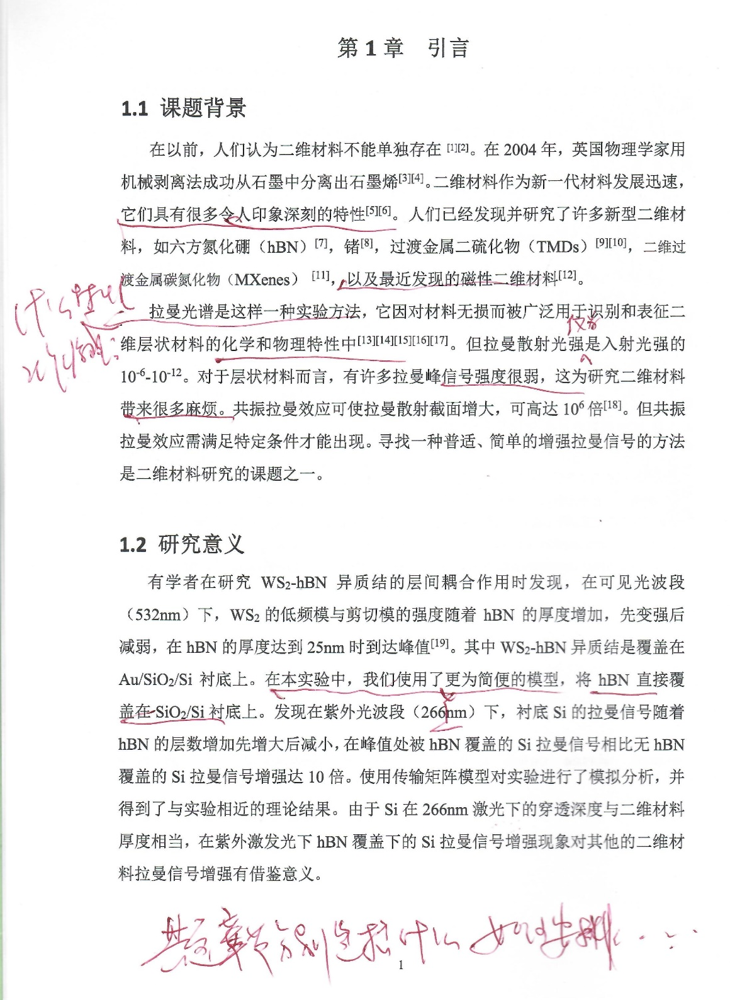 第 1 章 引言
1.1 课题背景
在以前，人们认为二维材料不能单独存在 [1][2]。在 2004 年，英国物理学家用
机械剥离法成功从石墨中分离出石墨烯[3][4]。二维材料作为新一代材料发展迅速，
它们具有很多令人印象深刻的特性[5][6]。人们已经发现并研究了许多新型二维材
料，如六方氮化硼（hBN）[7]，锗[8]，过渡金属二硫化物（TMDs）[9][10]，二维过
渡金属碳氮化物（MXenes） [11]，以及最近发现的磁性二维材料[12]。
什么特性
拉曼光谱是这样一种实验方法，它因对材料无损而被广泛用于识别和表征二
仅为
维层状材料的化学和物理特性中[13][14][15][16][17]。但拉曼散射光强是入射光强的
10-6-10-12。对于层状材料而言，有许多拉曼峰信号强度很弱，这为研究二维材料
带来很多麻烦。共振拉曼效应可使拉曼散射截面增大，可高达 106 倍[18]。但共振
拉曼效应需满足特定条件才能出现。寻找一种普适、简单的增强拉曼信号的方法
是二维材料研究的课题之一。
1.2 研究意义
有学者在研究 WS2-hBN 异质结的层间耦合作用时发现，在可见光波段
（532nm）下，WS2 的低频模与剪切模的强度随着 hBN 的厚度增加，先变强后
减弱，在 hBN 的厚度达到 25nm 时到达峰值[19]。其中 WS2-hBN 异质结是覆盖在
Au/SiO2/Si 衬底上。在本实验中，我们使用了更为简便的模型，将 hBN 直接覆
盖在 SiO2/Si 衬底上。发现在紫外光波段（266nm）下，衬底 Si 的拉曼信号随着
hBN 的层数增加先增大后减小，在峰值处被 hBN 覆盖的 Si 拉曼信号相比无 hBN
覆盖的 Si 拉曼信号增强达 10 倍。使用传输矩阵模型对实验进行了模拟分析，并
得到了与实验相近的理论结果。由于 Si 在 266nm 激光下的穿透深度与二维材料
厚度相当，在紫外激发光下 hBN 覆盖下的 Si 拉曼信号增强现象对其他的二维材
料拉曼信号增强有借鉴意义。
章节分别包括什么 如何安排……
1